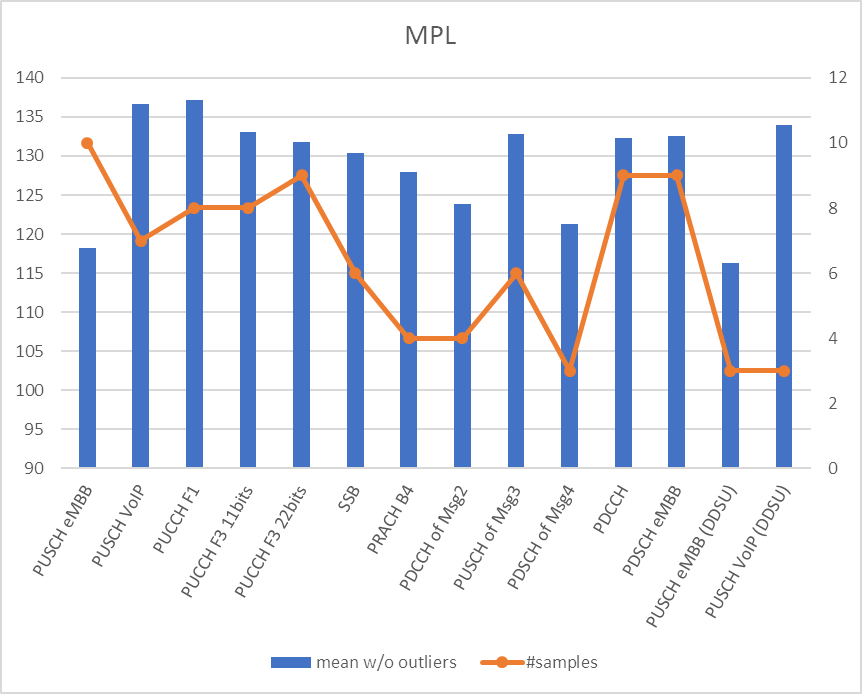 MPL
140
135
130
125
120
115
110
105
100
95
90
12
10
8
6
4
2
0
PUSCH eMBB
PUSCH VoIP
PUCCH F1
PUCCH F3 11bits
PUCCH F3 22bits
SSB
PRACH B4
PDCCH of Msg2
PUSCH of Msg3
PDSCH of Msg4
PDCCH
PDSCH eMBB
PUSCH eMBB (DDSU)
PUSCH VoIP (DDSU)
mean w/o outliers
#samples